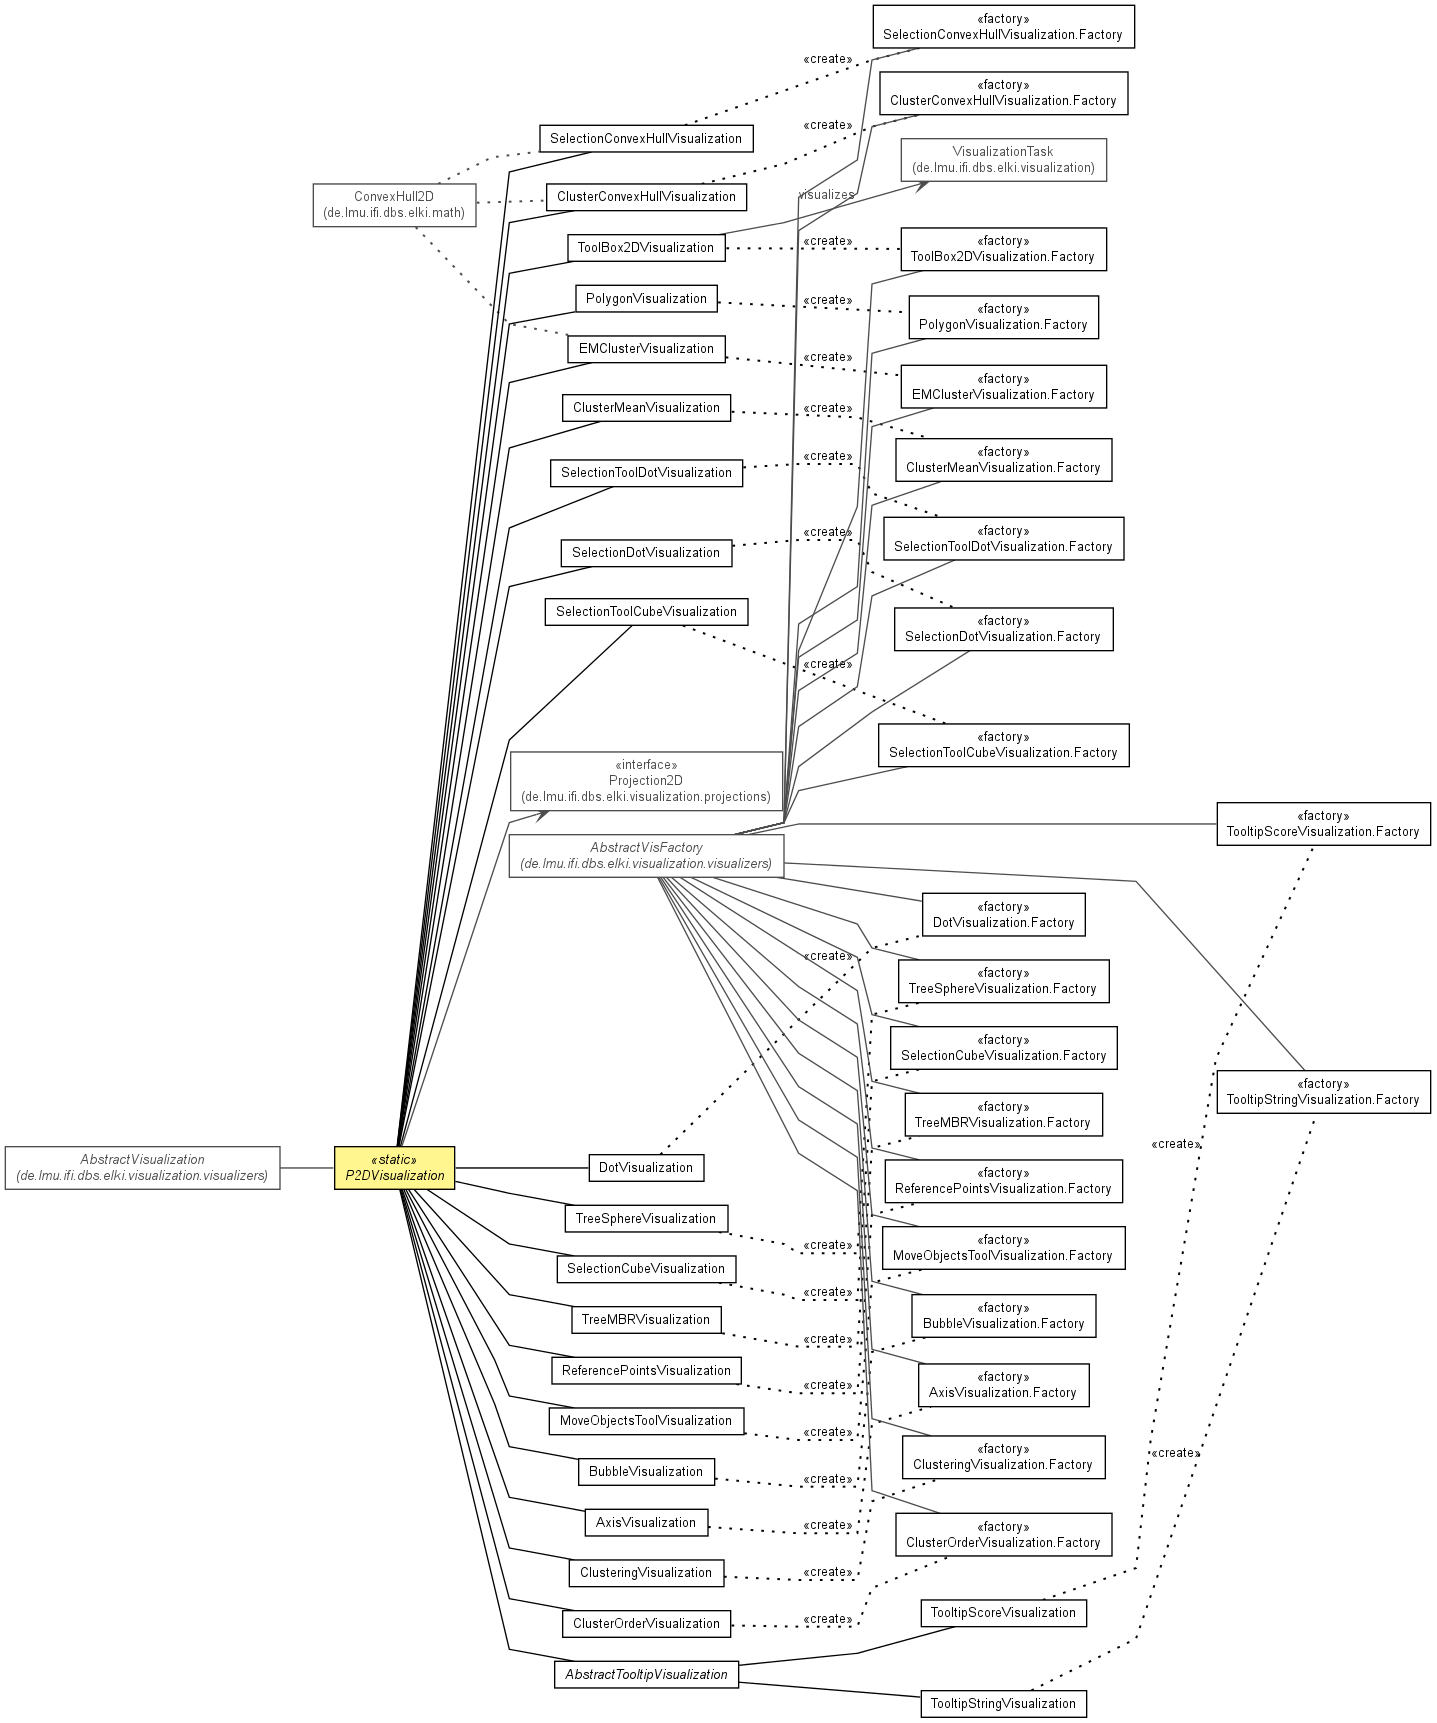 «factory»
SelectionConvexHullVisualization.Factory
«create»
«factory»
ClusterConvexHullVisualization.Factory
«create»
SelectionConvexHullVisualization
VisualizationTask
(de.lmu.ifi.dbs.elki.visualization)
ConvexHull2D
(de.lmu.ifi.dbs.elki.math)
ClusterConvexHullVisualization
visualizes
ToolBox2DVisualization
«create»
«factory»
ToolBox2DVisualization.Factory
PolygonVisualization
«create»
«factory»
PolygonVisualization.Factory
EMClusterVisualization
«create»
«factory»
EMClusterVisualization.Factory
ClusterMeanVisualization
«create»
«factory»
ClusterMeanVisualization.Factory
SelectionToolDotVisualization
«create»
«factory»
SelectionToolDotVisualization.Factory
SelectionDotVisualization
«create»
«factory»
SelectionDotVisualization.Factory
SelectionToolCubeVisualization
«create»
«factory»
SelectionToolCubeVisualization.Factory
«interface»
Projection2D
(de.lmu.ifi.dbs.elki.visualization.projections)
«factory»
TooltipScoreVisualization.Factory
AbstractVisFactory
(de.lmu.ifi.dbs.elki.visualization.visualizers)
«factory»
DotVisualization.Factory
«create»
«factory»
TreeSphereVisualization.Factory
«factory»
SelectionCubeVisualization.Factory
«factory»
TooltipStringVisualization.Factory
«factory»
TreeMBRVisualization.Factory
«create»
AbstractVisualization
(de.lmu.ifi.dbs.elki.visualization.visualizers)
«static»
P2DVisualization
DotVisualization
«factory»
ReferencePointsVisualization.Factory
TreeSphereVisualization
«create»
«factory»
MoveObjectsToolVisualization.Factory
SelectionCubeVisualization
«create»
«factory»
BubbleVisualization.Factory
TreeMBRVisualization
«create»
ReferencePointsVisualization
«create»
«factory»
AxisVisualization.Factory
MoveObjectsToolVisualization
«create»
«factory»
ClusteringVisualization.Factory
«create»
BubbleVisualization
«create»
AxisVisualization
«create»
«factory»
ClusterOrderVisualization.Factory
ClusteringVisualization
«create»
ClusterOrderVisualization
«create»
TooltipScoreVisualization
AbstractTooltipVisualization
TooltipStringVisualization